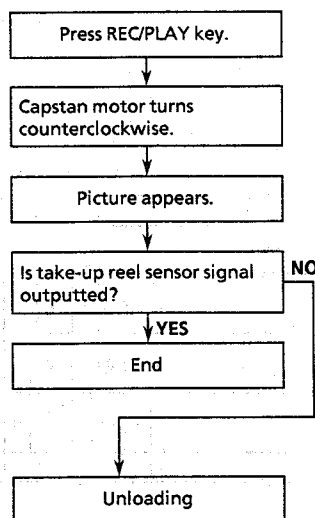 Press REC/PLAY key.
Capstan motor turns
counterclockwise.
Picture appears.
Is take-up reel sensor signal
outputted?
NO
YES
End
Unloading